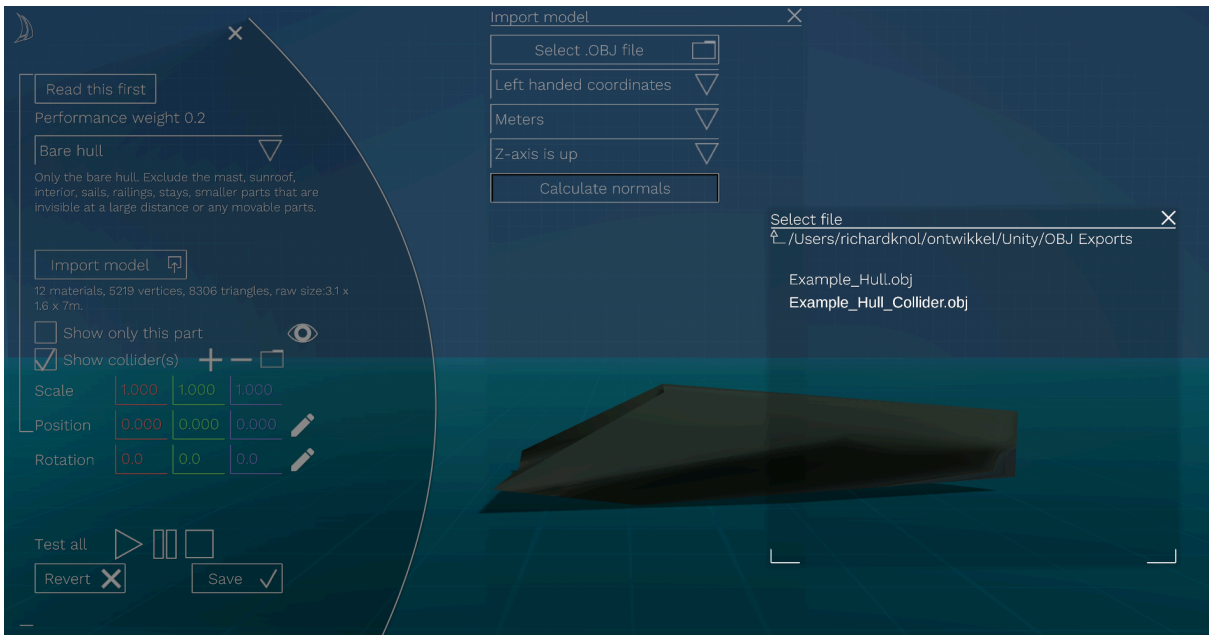 Read this first
Performance weight 0.2
Bare hull
Only the bare hull. Exclude the mast, sunroof,
interior, sails, railings, stays, smaller parts that are
invisible at a large distance or any movable parts.
Import model
12 materials, 5219 vertices, 8306 triangles, raw size:3.1 x
1.6 x 7m.
Show only this part
Show collider(s)
Scale 1.000 1.000 1.000
Position 0.000 0.000 0.000
Rotation 0.0 0.0 0.0
Test all
Revert Save
Import model
Select .OBJ file
Left handed coordinates
Meters
Z-axis is up
Calculate normals
Select file
/Users/richardknol/ontwikkel/Unity/OBJ Exports
Example_Hull.obj
Example_Hull_Collider.obj